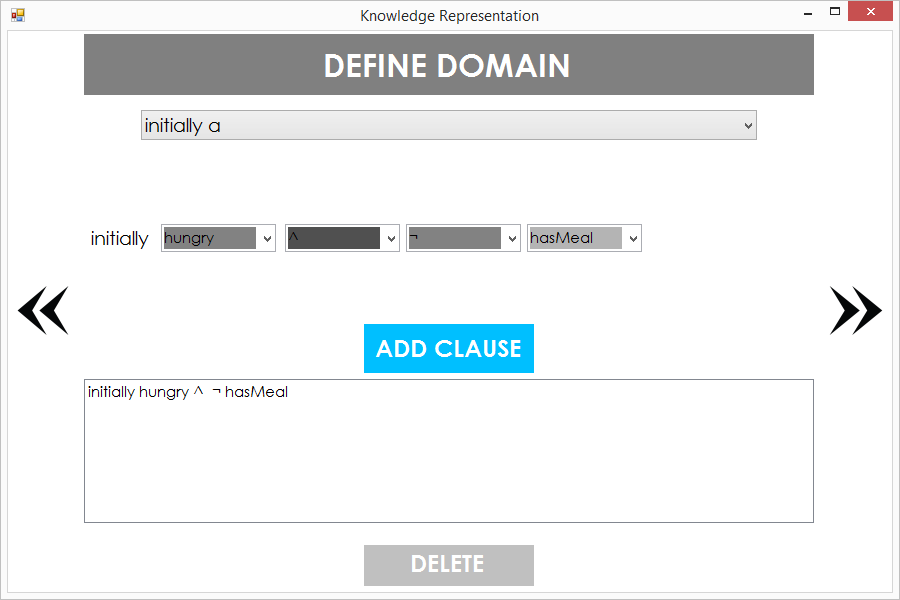 Knowledge Representation
DEFINE DOMAIN
initially a
initially hungry ^ ¬ hasMeal
ADD CLAUSE
initially hungry ^  ¬ hasMeal
DELETE